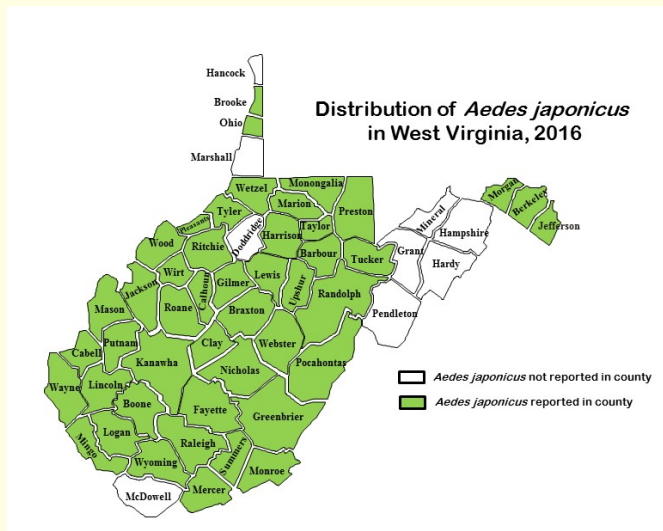 Distribution of Aedes japonicus
in West Virginia, 2016
Hancock
Brooke
Ohio
Marshall
Wetzel
Monongalia
Marion
Preston
Tyler
Pleasants
Doddridge
Harrison
Taylor
Wood
Ritchie
Barbour
Tucker
Mineral
Hampshire
Grant
Hardy
Morgan
Berkeley
Jefferson
Wirt
Calhoun
Gilmer
Lewis
Upshur
Randolph
Pendleton
Jackson
Mason
Roane
Braxton
Putnam
Cabell
Clay
Webster
Kanawha
Nicholas
Pocahontas
Wayne
Lincoln
Boone
Fayette
Greenbrier
Logan
Mingo
Raleigh
Summers
Wyoming
Monroe
McDowell
Mercer
Aedes japonicus not reported in county
Aedes japonicus reported in county